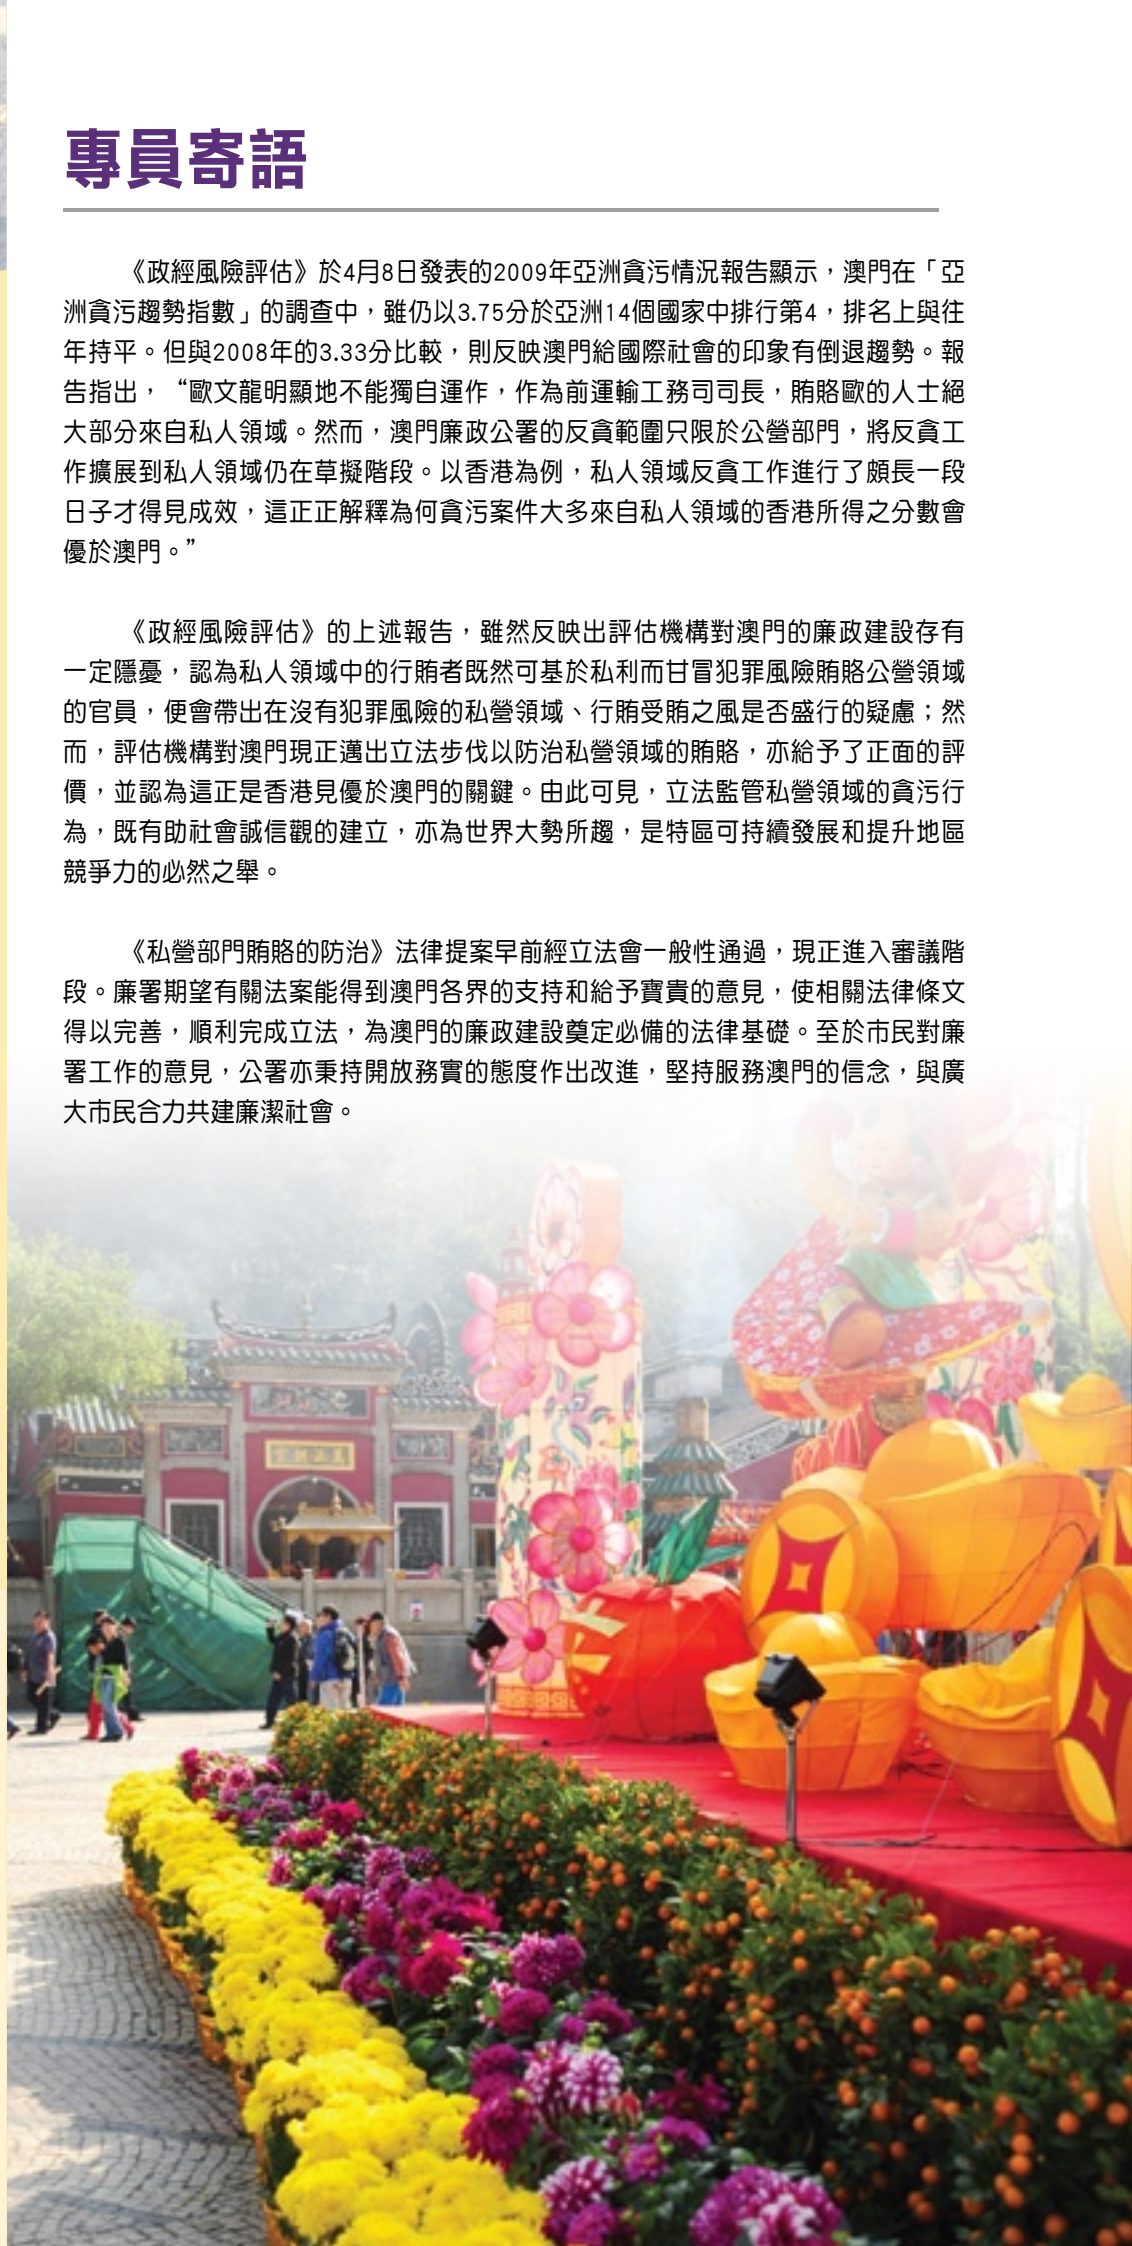 專員寄語
《政經風險評估》於4月8日發表的2009年亞洲貪污情況報告顯示，澳門在「亞
洲貪污趨勢指數」的調查中，雖仍以3.75分於亞洲14個國家中排行第4，排名上與往
年持平。但與2008年的3.33分比較，則反映澳門給國際社會的印象有倒退趨勢。報
告指出，“歐文龍明顯地不能獨自運作，作為前運輸工務司司長，賄賂歐的人士絕
大部分來自私人領域。然而，澳門廉政公署的反貪範圍只限於公營部門，將反貪工
作擴展到私人領域仍在草擬階段。以香港為例，私人領域反貪工作進行了頗長一段
日子才得見成效，這正正解釋為何貪污案件大多來自私人領域的香港所得之分數會
優於澳門。”
《政經風險評估》的上述報告，雖然反映出評估機構對澳門的廉政建設存有
一定隱憂，認為私人領域中的行賄者既然可基於私利而甘冒犯罪風險賄賂公營領域
的官員，便會帶出在沒有犯罪風險的私營領域、行賄受賄之風是否盛行的疑慮；然
而，評估機構對澳門現正邁出立法步伐以防治私營領域的賄賂，亦給予了正面的評
價，並認為這正是香港見優於澳門的關鍵。由此可見，立法監管私營領域的貪污行
為，既有助社會誠信觀的建立，亦為世界大勢所趨，是特區可持續發展和提升地區
競爭力的必然之舉。
《私營部門賄賂的防治》法律提案早前經立法會一般性通過，現正進入審議階
段。廉署期望有關法案能得到澳門各界的支持和給予寶貴的意見，使相關法律條文
得以完善，順利完成立法，為澳門的廉政建設奠定必備的法律基礎。至於市民對廉
署工作的意見，公署亦秉持開放務實的態度作出改進，堅持服務澳門的信念，與廣
大市民合力共建廉潔社會。